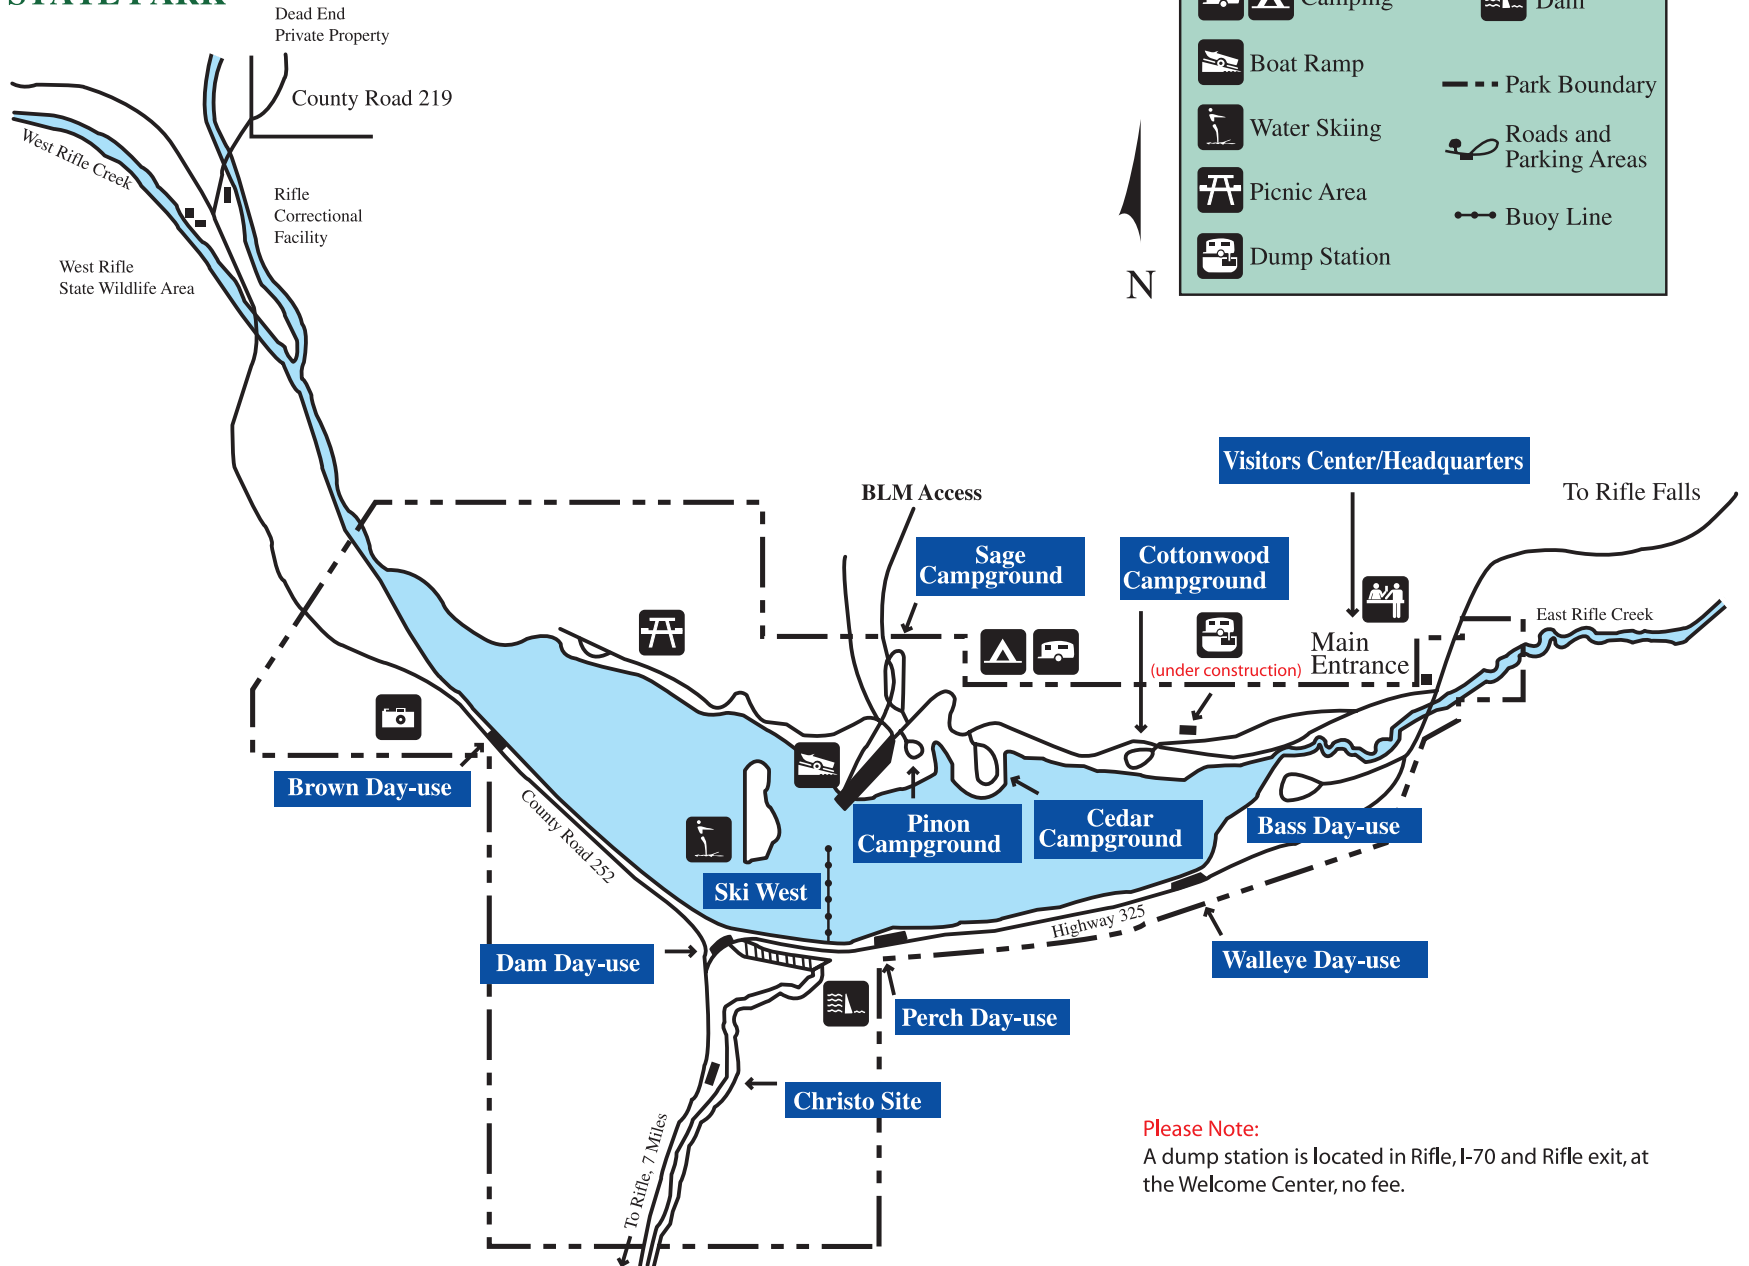 STATE PARK
Dead End
Private Property
County Road 219
West Rifle Creek
Rifle
Correctional
Facility
West Rifle
State Wildlife Area
Camping
Dam
Boat Ramp
Water Skiing
Picnic Area
Dump Station
Park Boundary
Roads and
Parking Areas
Buoy Line
N
Visitors Center/Headquarters
To Rifle Falls
BLM Access
Sage
Campground
Cottonwood
Campground
(under construction)
Main
Entrance
East Rifle Creek
Brown Day-use
County Road 252
Ski West
Pinon
Campground
Cedar
Campground
Bass Day-use
Highway 325
Walleye Day-use
Dam Day-use
Perch Day-use
Christo Site
To Rifle, 7 Miles
Please Note:
A dump station is located in Rifle, I-70 and Rifle exit, at
the Welcome Center, no fee.